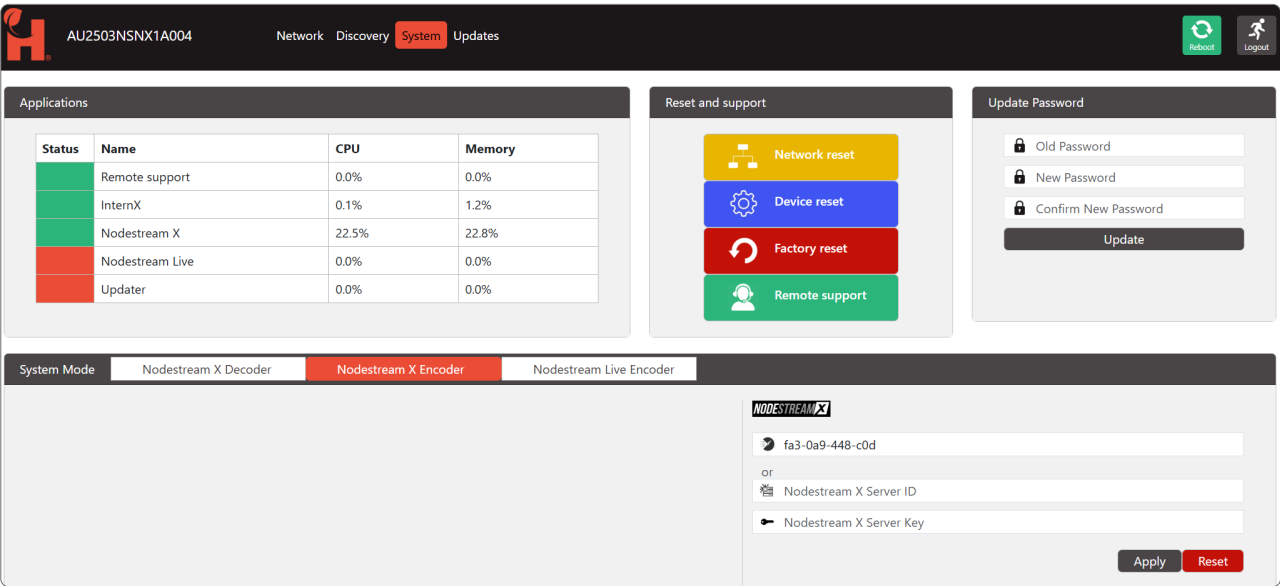 H
AU2503NSNX1A004 Network Discovery System Updates Reboot Logout
Applications
Status Name CPU Memory
Remote support 0.0% 0.0%
InternX 0.1% 1.2%
Nodestream X 22.5% 22.8%
Nodestream Live 0.0% 0.0%
Updater 0.0% 0.0%
Reset and support
Network reset
Device reset
Factory reset
Remote support
Update Password
Old Password
New Password
Confirm New Password
Update
System Mode Nodestream X Decoder Nodestream X Encoder Nodestream Live Encoder
NODESTREAMX
fa3-0a9-448-c0d
or
Nodestream X Server ID
Nodestream X Server Key
Apply Reset